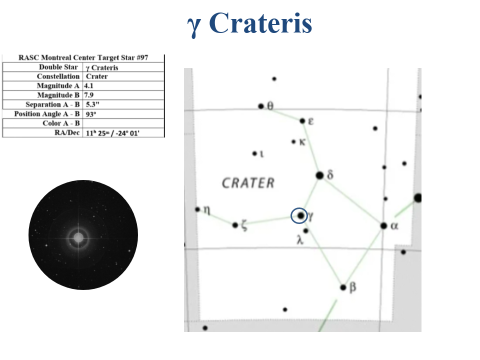 γ Crateris
RASC Montreal Center Target Star #97
Double Star γ Crateris
Constellation Crater
Magnitude A 4.1
Magnitude B 7.9
Separation A - B 5.3"
Position Angle A - B 93°
Color A - B
RA/Dec 11ʰ 25ᵐ / -24° 01'
θ
ε
κ
ι
δ
CRATER
η
γ
ζ
α
λ
β